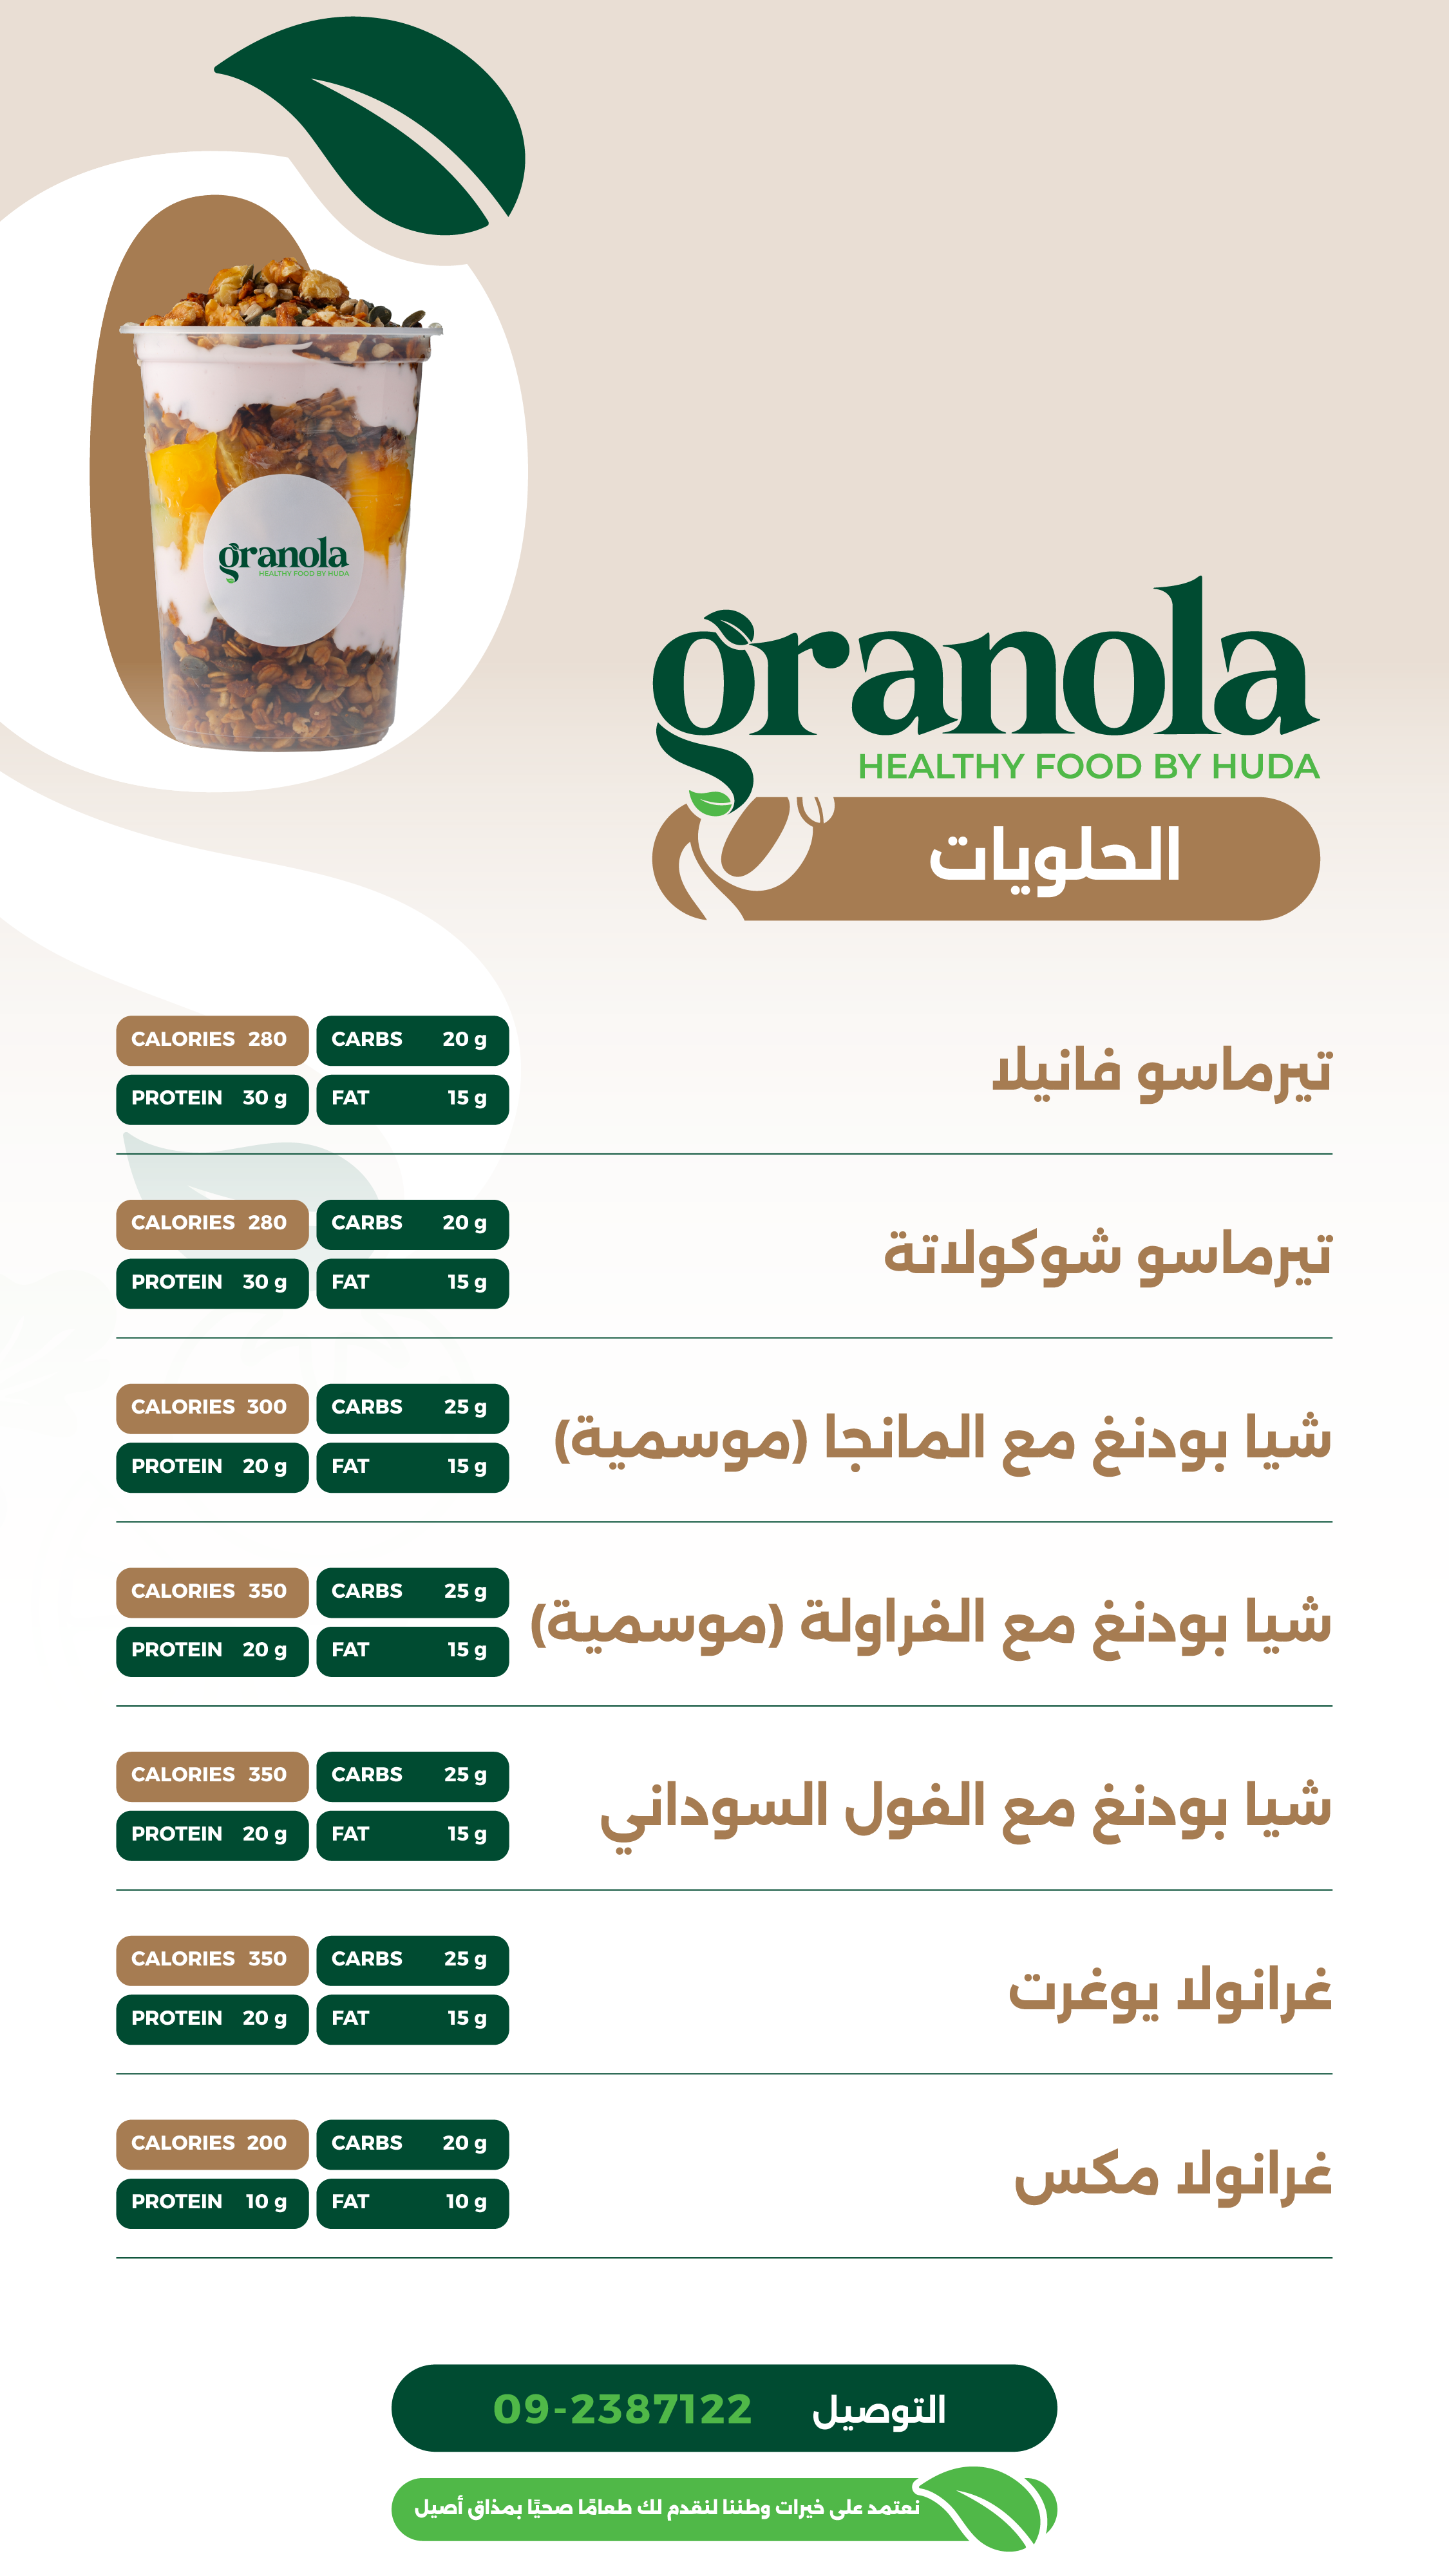 granola
HEALTHY FOOD BY HUDA
granola
HEALTHY FOOD BY HUDA
الحلويات
تيرماسو فانيلا
CALORIES 280 CARBS 20 g
PROTEIN 30 g FAT 15 g
تيرماسو شوكولاتة
CALORIES 280 CARBS 20 g
PROTEIN 30 g FAT 15 g
شيا بودنغ مع المانجا (موسمية)
CALORIES 300 CARBS 25 g
PROTEIN 20 g FAT 15 g
شيا بودنغ مع الفراولة (موسمية)
CALORIES 350 CARBS 25 g
PROTEIN 20 g FAT 15 g
شيا بودنغ مع الفول السوداني
CALORIES 350 CARBS 25 g
PROTEIN 20 g FAT 15 g
غرانولا يوغرت
CALORIES 350 CARBS 25 g
PROTEIN 20 g FAT 15 g
غرانولا مكس
CALORIES 200 CARBS 20 g
PROTEIN 10 g FAT 10 g
التوصيل 09-2387122
نعتمد على خيرات وطننا لنقدم لك طعامًا صحيًا بمذاق أصيل